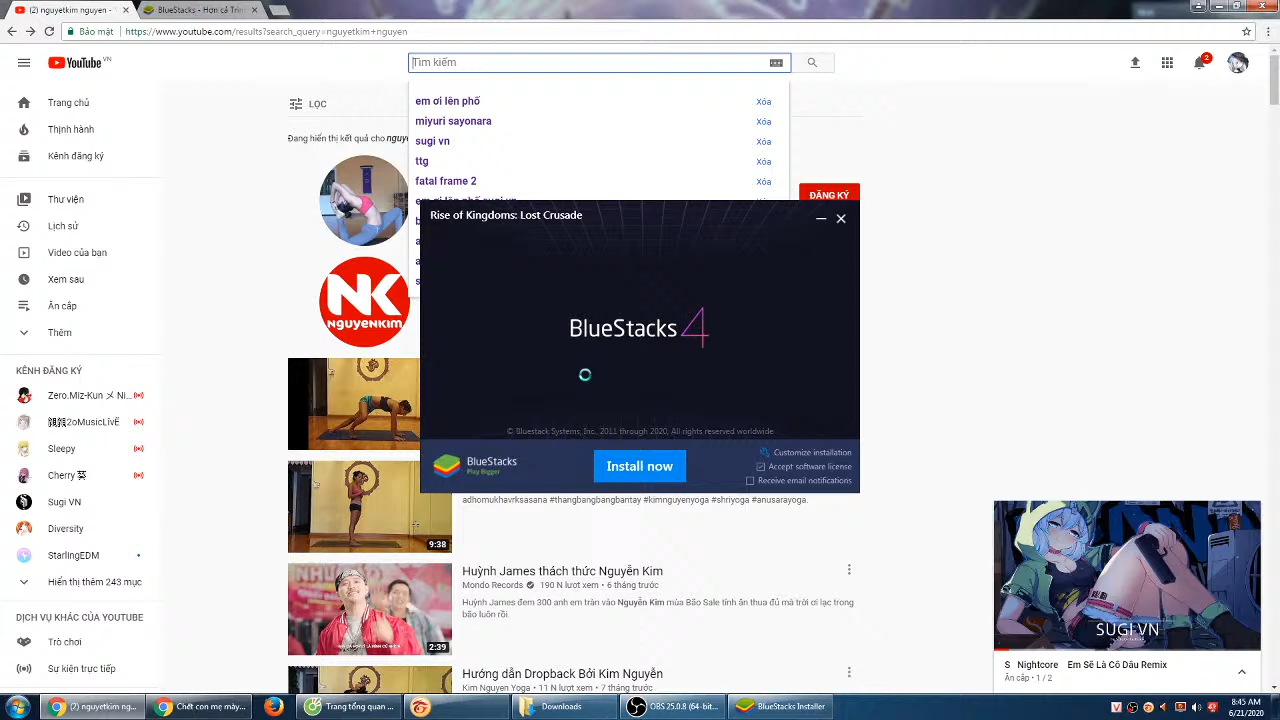 (2) nguyetkim nguyen -
BlueStacks - Hợp cả Triển
Bảo mật
https://www.youtube.com/results?search_query=nguyetkim+nguyen
YouTube VN
Tìm kiếm
2
Trang chủ
Thịnh hành
Kênh đăng ký
Thư viện
Lịch sử
Video của bạn
Xem sau
Ăn cắp
Thêm
KÊNH ĐĂNG KÝ
Zero.Miz-Kun メ Ni...
Sleepy
Sugi VN
Diversity
StarlingEDM
Hiển thị thêm 243 mục
DỊCH VỤ KHÁC CỦA YOUTUBE
Trò chơi
Sự kiện trực tiếp
LỌC
Đang hiển thị kết quả cho
em ơi lên phố Xóa
miyuri sayonara Xóa
sugi vn Xóa
ttg Xóa
fatal frame 2 Xóa
ĐĂNG KÝ
NK
NGUYENKIM
Rise of Kingdoms: Lost Crusade
BlueStacks 4
© Bluestack Systems, Inc., 2011 through 2020, All rights reserved worldwide
BlueStacks
Play Bigger
Install now
Customize installation
Accept software license
Receive email notifications
adhomukhavrksasana #thangbangbangbantay #kimnguyenyoga #shriyoga #anusarayoga.
9:38
Huỳnh James thách thức Nguyễn Kim
Mondo Records 190 N lượt xem • 6 tháng trước
Huỳnh James đem 300 anh em tràn vào Nguyễn Kim mùa Bão Sale tính ăn thua đủ mà trời ơi lạc trong
bão luôn rồi.
2:39
Hướng dẫn Dropback Bởi Kim Nguyễn
Kim Nguyen Yoga • 11 N lượt xem • 7 tháng trước
SUGI.VN
S Nightcore Em Sẽ Là Cô Dâu Remix
Ăn cắp • 1 / 2
(2) nguyetkim ng...
Chết con mẹ mày...
Trang tổng quan ...
Downloads
OBS 25.0.8 (64-bit...
BlueStacks Installer
8:45 AM
6/21/2020